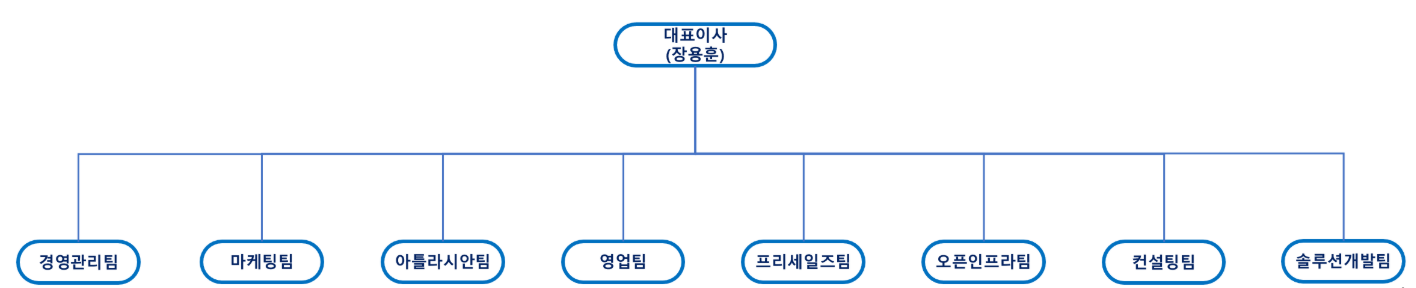 대표이사
(장용훈)
경영관리팀
마케팅팀
아틀라시안팀
영업팀
프리세일즈팀
오픈인프라팀
컨설팅팀
솔루션개발팀